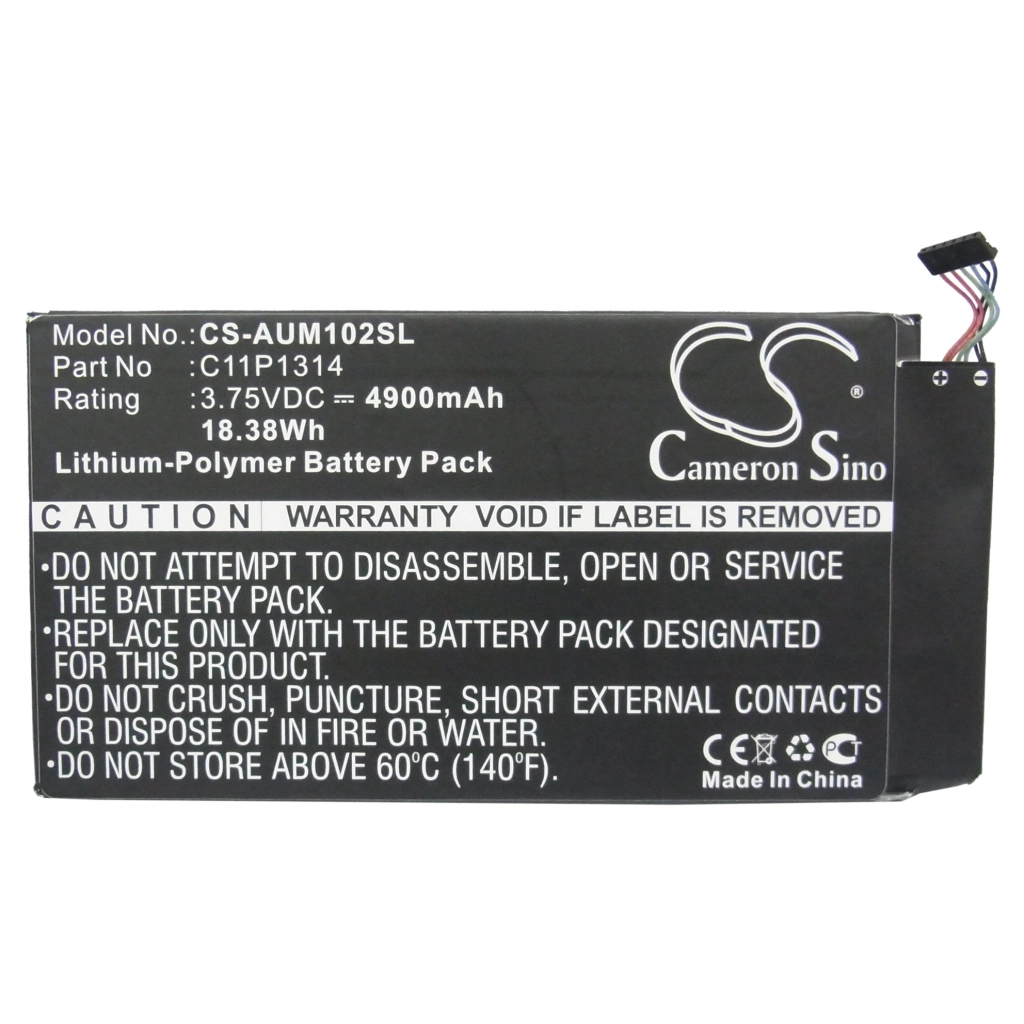 Model No.: CS-AUM102SL
Part No : C11P1314
Rating : 3.75VDC ⎓ 4900mAh
18.38Wh
Lithium-Polymer Battery Pack
CS ®
Cameron Sino
CAUTION WARRANTY VOID IF LABEL IS REMOVED
•DO NOT ATTEMPT TO DISASSEMBLE, OPEN OR SERVICE
THE BATTERY PACK.
•REPLACE ONLY WITH THE BATTERY PACK DESIGNATED
FOR THIS PRODUCT.
•DO NOT CRUSH, PUNCTURE, SHORT EXTERNAL CONTACTS
OR DISPOSE OF IN FIRE OR WATER.
•DO NOT STORE ABOVE 60°C (140°F).
CE PCT
Made In China
+ −